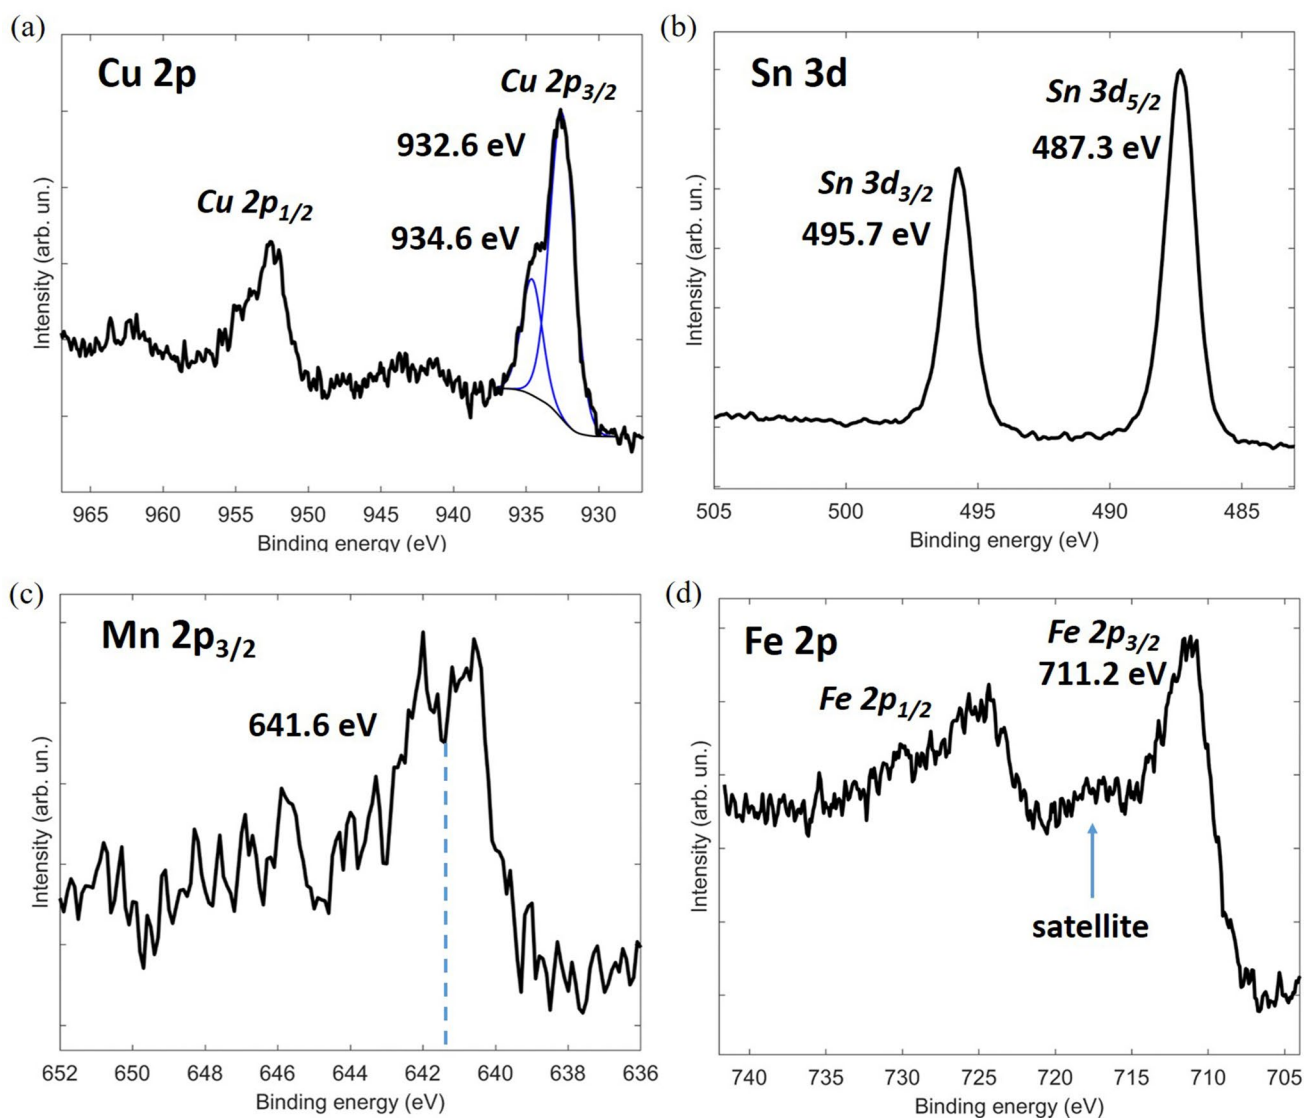 (a)
Cu 2p
Cu 2p3/2
932.6 eV
Cu 2p1/2
934.6 eV
Intensity (arb. un.)
965 960 955 950 945 940 935 930
Binding energy (eV)
(b)
Sn 3d
Sn 3d5/2
487.3 eV
Sn 3d3/2
495.7 eV
Intensity (arb. un.)
505 500 495 490 485
Binding energy (eV)
(c)
Mn 2p3/2
641.6 eV
Intensity (arb. un.)
652 650 648 646 644 642 640 638 636
Binding energy (eV)
(d)
Fe 2p
Fe 2p3/2
711.2 eV
Fe 2p1/2
satellite
Intensity (arb. un.)
740 735 730 725 720 715 710 705
Binding energy (eV)